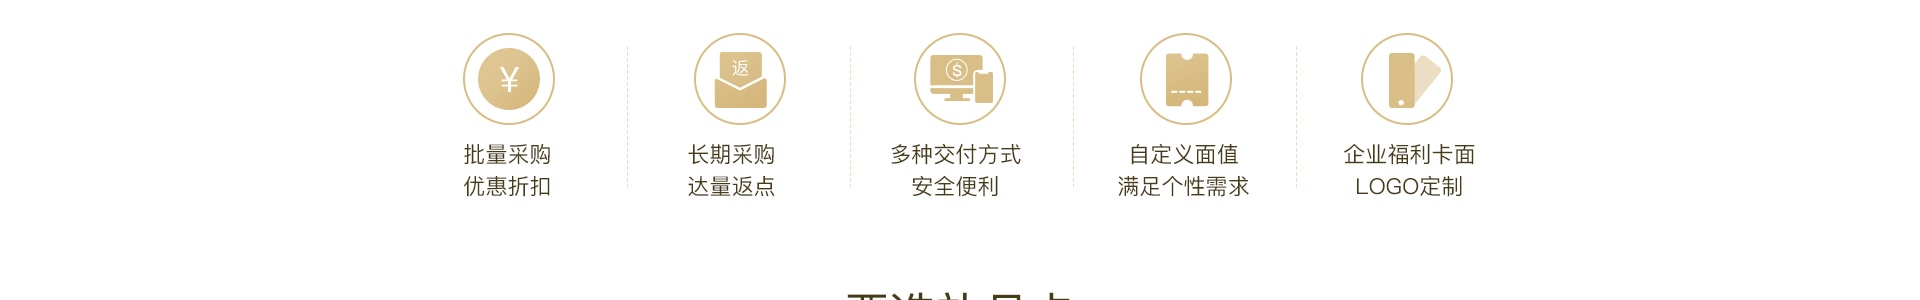 ¥
返
$
批量采购
优惠折扣
长期采购
达量返点
多种交付方式
安全便利
自定义面值
满足个性需求
企业福利卡面
LOGO定制